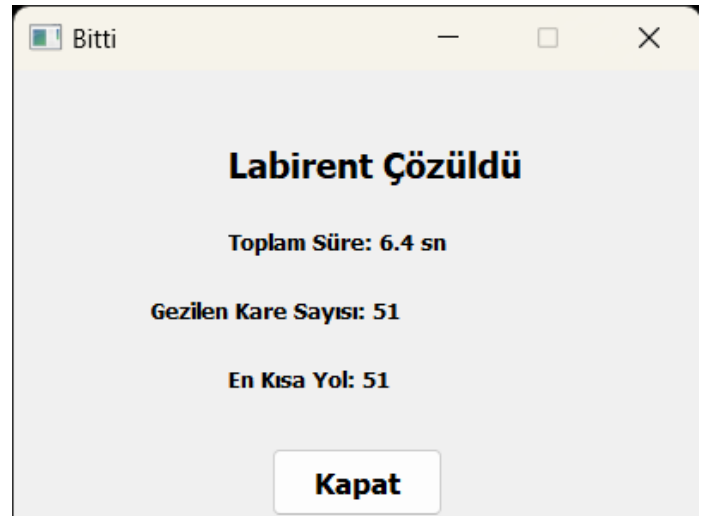 Bitti
Labirent Çözüldü
Toplam Süre: 6.4 sn
Gezilen Kare Sayısı: 51
En Kısa Yol: 51
Kapat